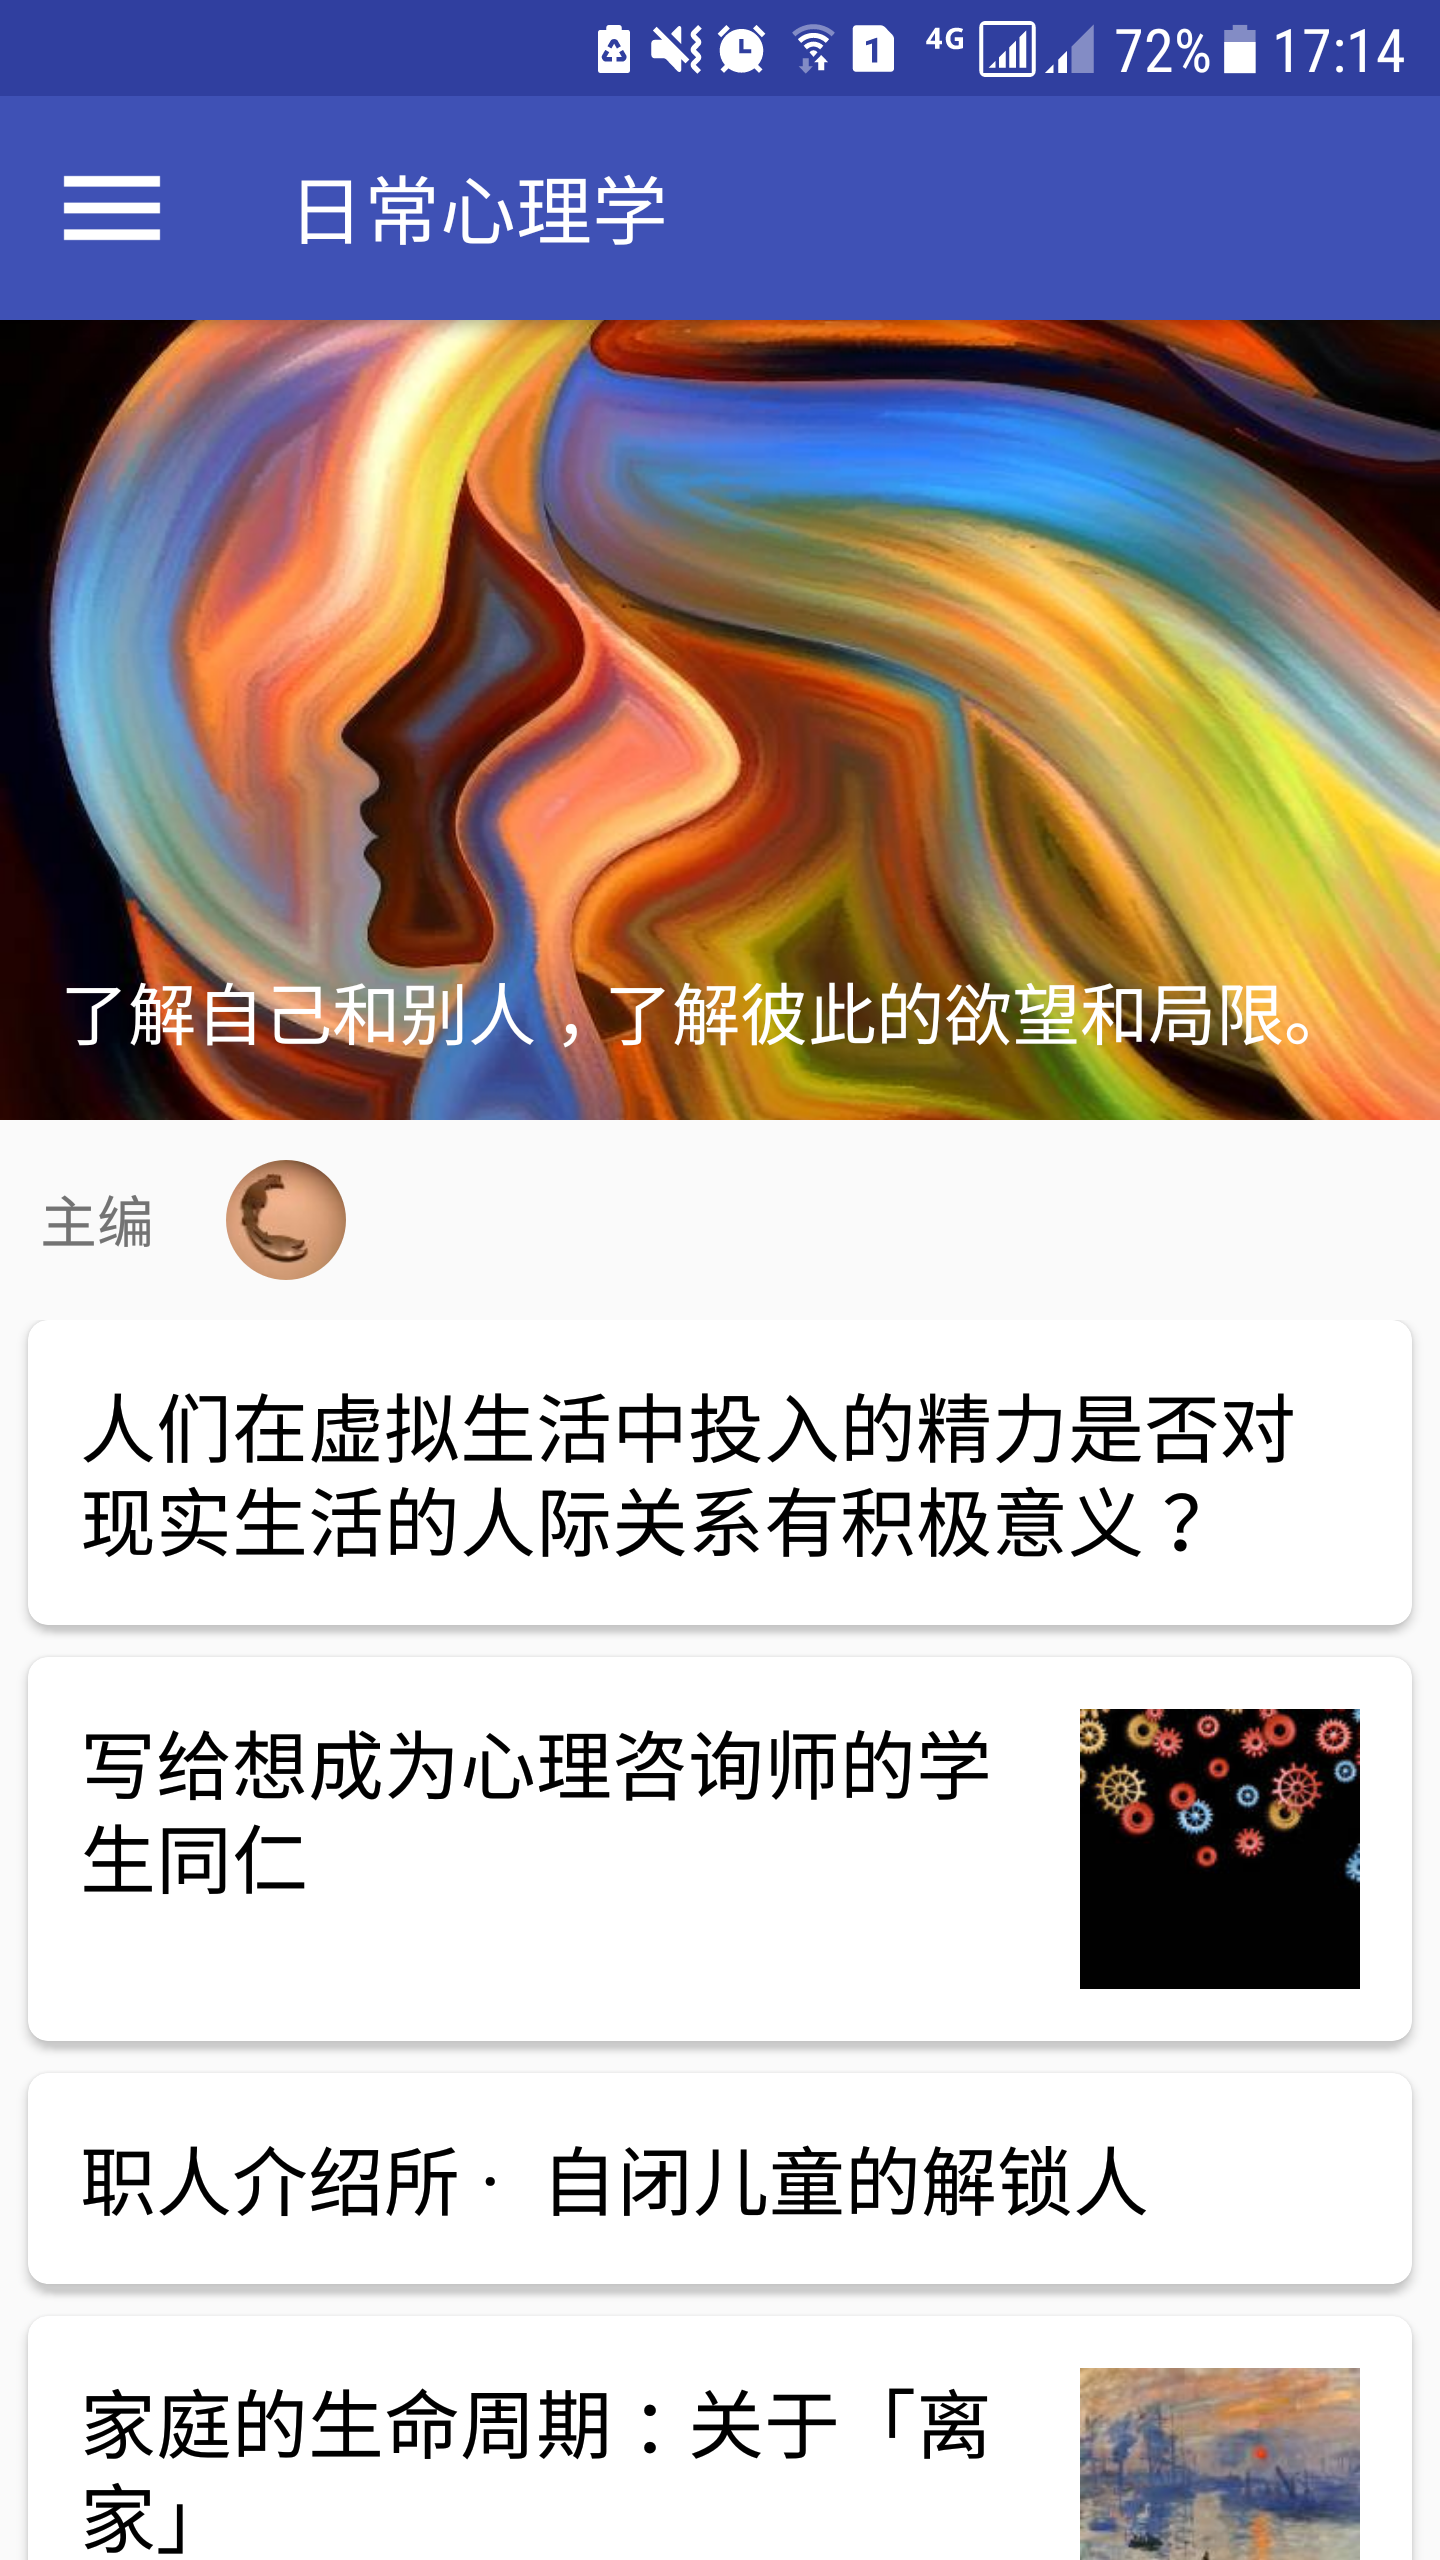 4G 72% 17:14
日常心理学
了解自己和别人，了解彼此的欲望和局限。
主编
人们在虚拟生活中投入的精力是否对
现实生活的人际关系有积极意义？
写给想成为心理咨询师的学
生同仁
职人介绍所 · 自闭儿童的解锁人
家庭的生命周期：关于「离
家」